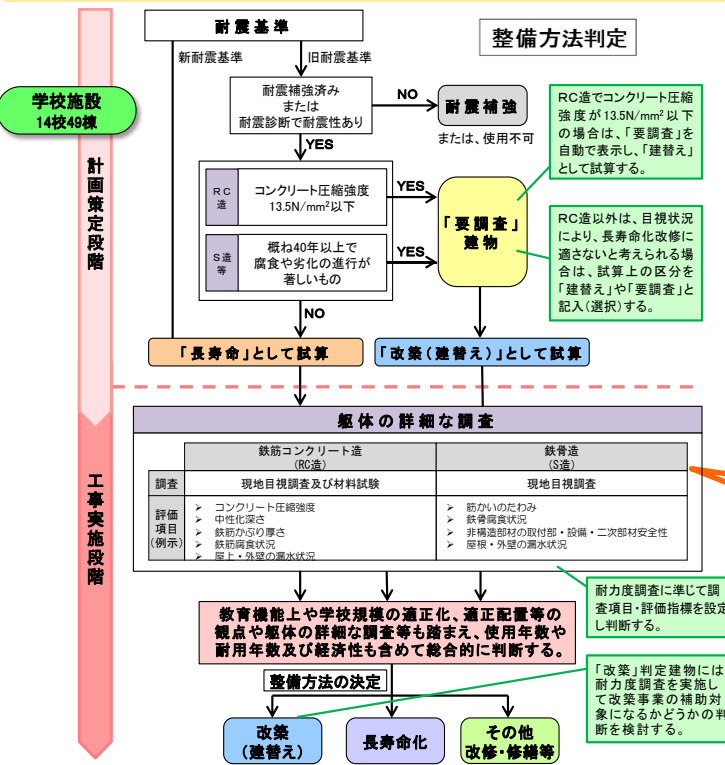 耐震基準
整備方法判定
新耐震基準
旧耐震基準
学校施設
14校49棟
耐震補強済み
または
耐震診断で耐震性あり
NO
耐震補強
または、使用不可
YES
RC造でコンクリート圧縮
強度が13.5N/mm²以下
の場合は、「要調査」を
自動で表示し、「建替え」
として試算する。
計画策定段階
RC
造
コンクリート圧縮強度
13.5N/mm²以下
YES
「要調査」
建物
S造
等
概ね40年以上で
腐食や劣化の進行が
著しいもの
YES
RC造以外は、目視状況
により、長寿命化改修に
適さないと考えられる場
合は、試算上の区分を
「建替え」や「要調査」と
記入(選択)する。
NO
「長寿命」として試算
「改築(建替え)」として試算
躯体の詳細な調査
鉄筋コンクリート造
(RC造)
鉄骨造
(S造)
調査
現地目視調査及び材料試験
現地目視調査
評価
項目
(例示)
➢ コンクリート圧縮強度
➢ 中性化深さ
➢ 鉄筋かぶり厚さ
➢ 鉄筋腐食状況
➢ 屋上・外壁の漏水状況
➢ 筋かいのたわみ
➢ 鉄骨腐食状況
➢ 非構造部材の取付部・設備・二次部材安全性
➢ 屋根・外壁の漏水状況
工事実施段階
耐力度調査に準じて調
査項目・評価指標を設定
し判断する。
教育機能上や学校規模の適正化、適正配置等の
観点や躯体の詳細な調査等も踏まえ、使用年数や
耐用年数及び経済性も含めて総合的に判断する。
整備方法の決定
「改築」判定建物には
耐力度調査を実施し
て改築事業の補助対
象になるかどうかの判
断を検討する。
改築
(建替え)
長寿命化
その他
改修・修繕等